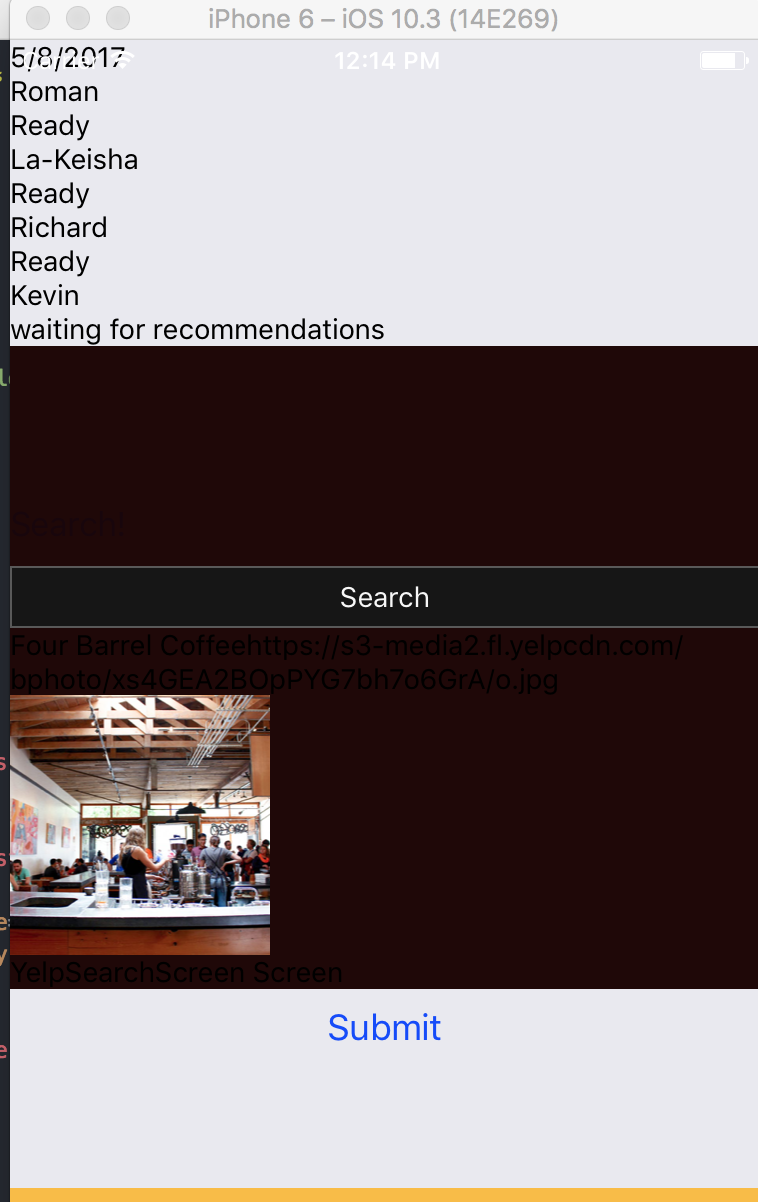 iPhone 6 – iOS 10.3 (14E269)
Carrier 12:14 PM
5/8/2017
Roman
Ready
La-Keisha
Ready
Richard
Ready
Kevin
waiting for recommendations
Search!
Search
Four Barrel Coffeehttps://s3-media2.fl.yelpcdn.com/
bphoto/xs4GEA2BOpPYG7bh7o6GrA/o.jpg
YelpSearchScreen Screen
Submit